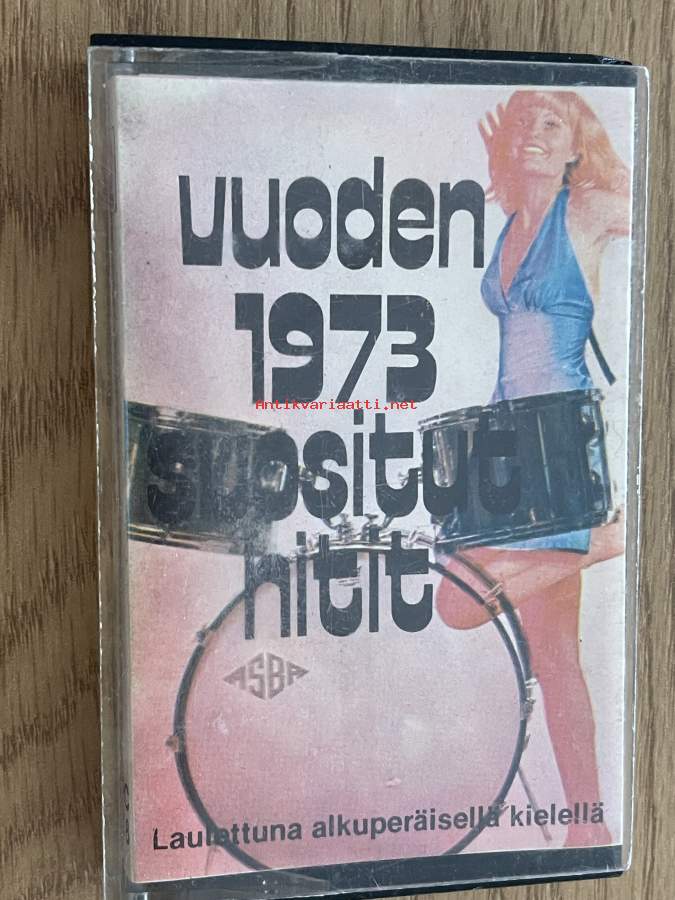 vuoden
1973
Antikvariaatti.net
suositut
hitit
ASBA
Laulettuna alkuperäisellä kielellä